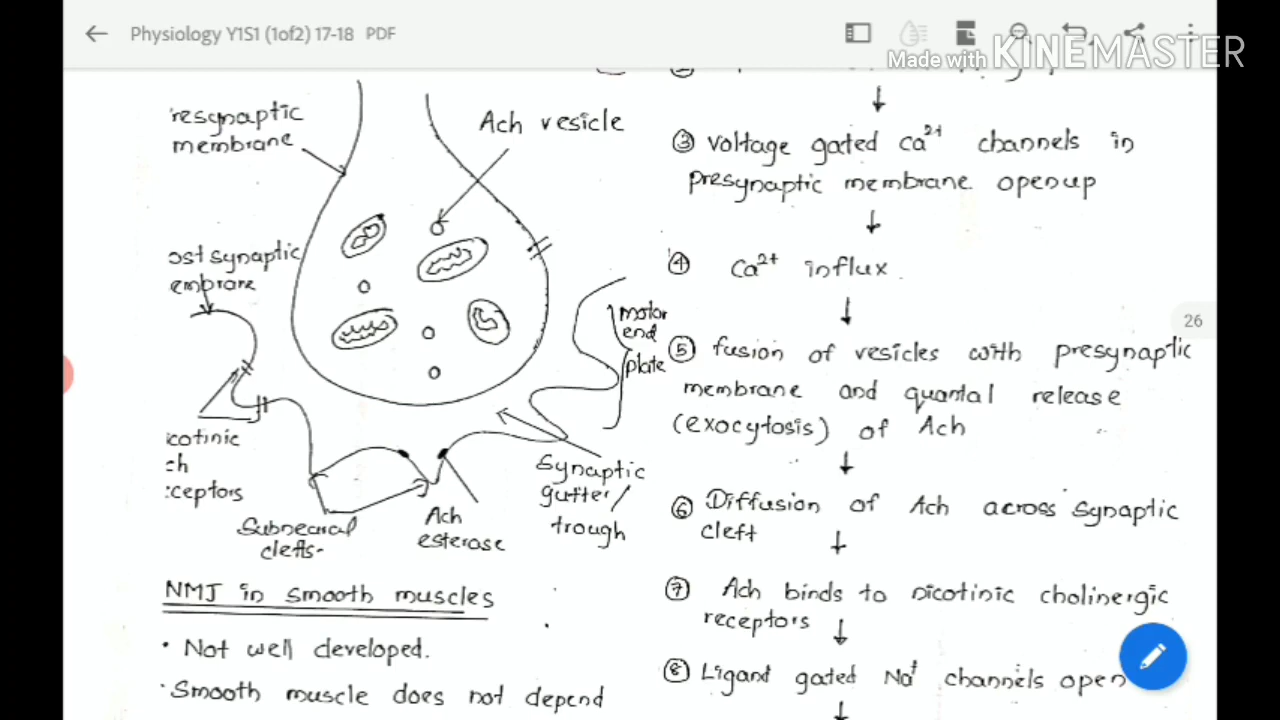 Physiology Y1S1 (1of2) 17-18 PDF
Made with KINEMASTER
resynaptic
membrane
Ach vesicle
ost synaptic
embrane
motor
end
plate
cotinic
ch
ceptors
Subneural
clefts
Ach
esterase
Synaptic
gutter/
trough
NMJ in smooth muscles
• Not well developed.
• Smooth muscle does not depend
③ voltage gated Ca2+ channels in
presynaptic membrane open up
↓
④ Ca2+ influx.
↓
⑤ fusion of vesicles with presynaptic
membrane and quantal release
(exocytosis) of Ach
↓
⑥ Diffusion of Ach across synaptic
cleft
↓
⑦ Ach binds to nicotinic cholinergic
receptors
↓
⑧ Ligand gated Na+ channels open
↓
26